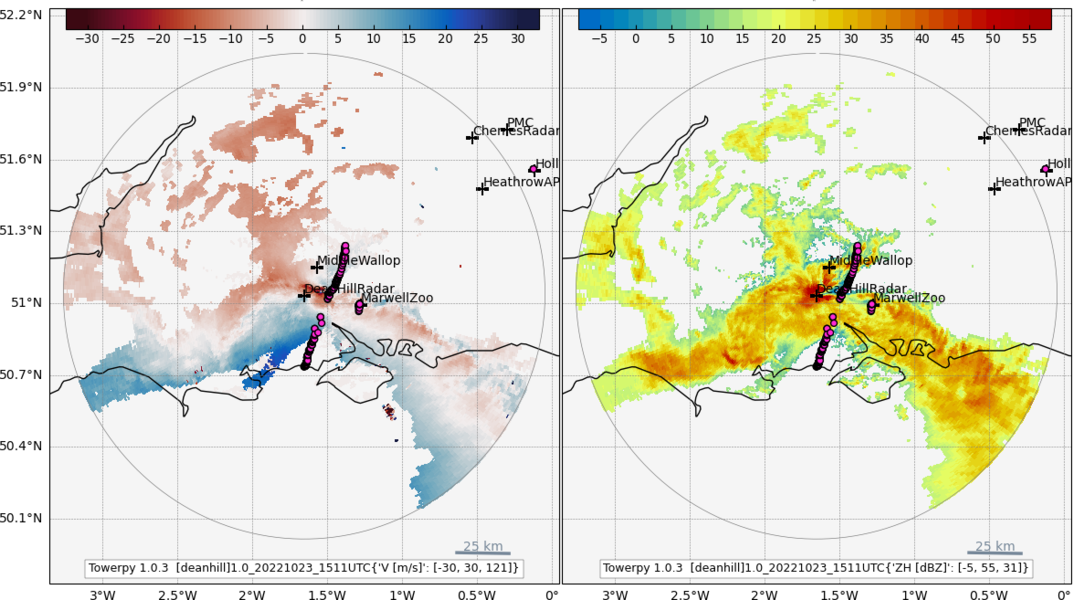 52.2°N
51.9°N
51.6°N
51.3°N
51°N
50.7°N
50.4°N
50.1°N
−30 −25 −20 −15 −10 −5 0 5 10 15 20 25 30
PMC
CheniesRadar
Holl
HeathrowAP
MiddleWallop
DeanHillRadar
MarwellZoo
25 km
Towerpy 1.0.3 [deanhill]1.0_20221023_1511UTC{'V [m/s]': [-30, 30, 121]}
3°W 2.5°W 2°W 1.5°W 1°W 0.5°W 0°
−5 0 5 10 15 20 25 30 35 40 45 50 55
PMC
CheniesRadar
Holl
HeathrowAP
MiddleWallop
DeanHillRadar
MarwellZoo
25 km
Towerpy 1.0.3 [deanhill]1.0_20221023_1511UTC{'ZH [dBZ]': [-5, 55, 31]}
3°W 2.5°W 2°W 1.5°W 1°W 0.5°W 0°